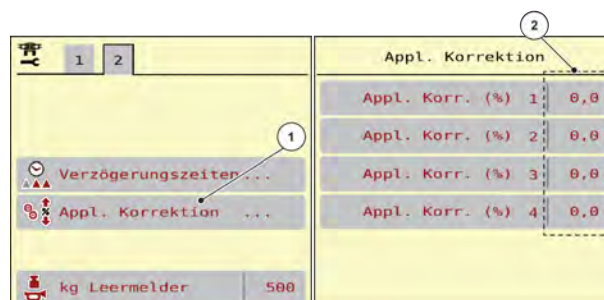 2
1 2
Appl. Korrektion
Appl. Korr. (%) 1 0,0
1
Appl. Korr. (%) 2 0,0
Verzögerungszeiten...
Appl. Korr. (%) 3 0,0
Appl. Korrektion ...
Appl. Korr. (%) 4 0,0
kg Leermelder 500